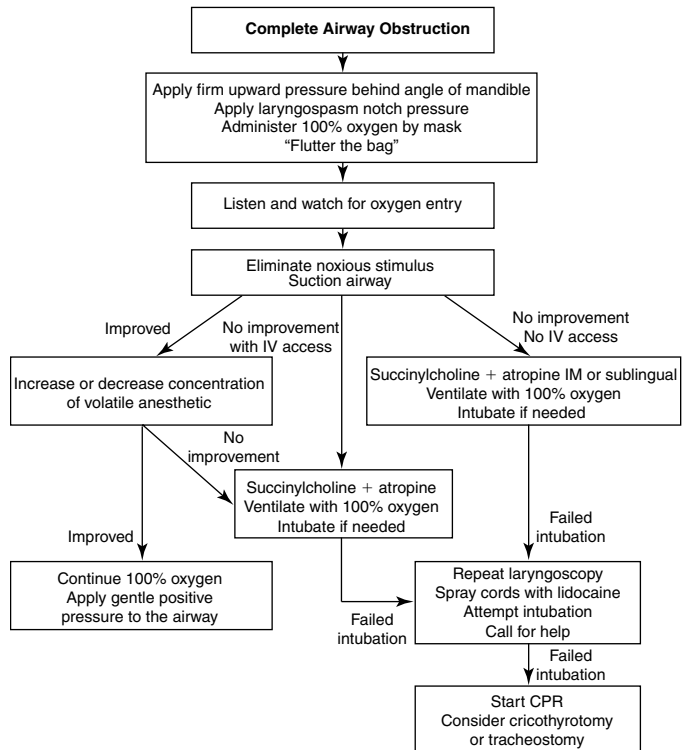 Complete Airway Obstruction
Apply firm upward pressure behind angle of mandible
Apply laryngospasm notch pressure
Administer 100% oxygen by mask
“Flutter the bag”
Listen and watch for oxygen entry
Eliminate noxious stimulus
Suction airway
Improved
No improvement
with IV access
No improvement
No IV access
Increase or decrease concentration
of volatile anesthetic
Succinylcholine + atropine IM or sublingual
Ventilate with 100% oxygen
Intubate if needed
No
improvement
Succinylcholine + atropine
Ventilate with 100% oxygen
Intubate if needed
Improved
Failed
intubation
Continue 100% oxygen
Apply gentle positive
pressure to the airway
Failed
intubation
Repeat laryngoscopy
Spray cords with lidocaine
Attempt intubation
Call for help
Failed
intubation
Start CPR
Consider cricothyrotomy
or tracheostomy